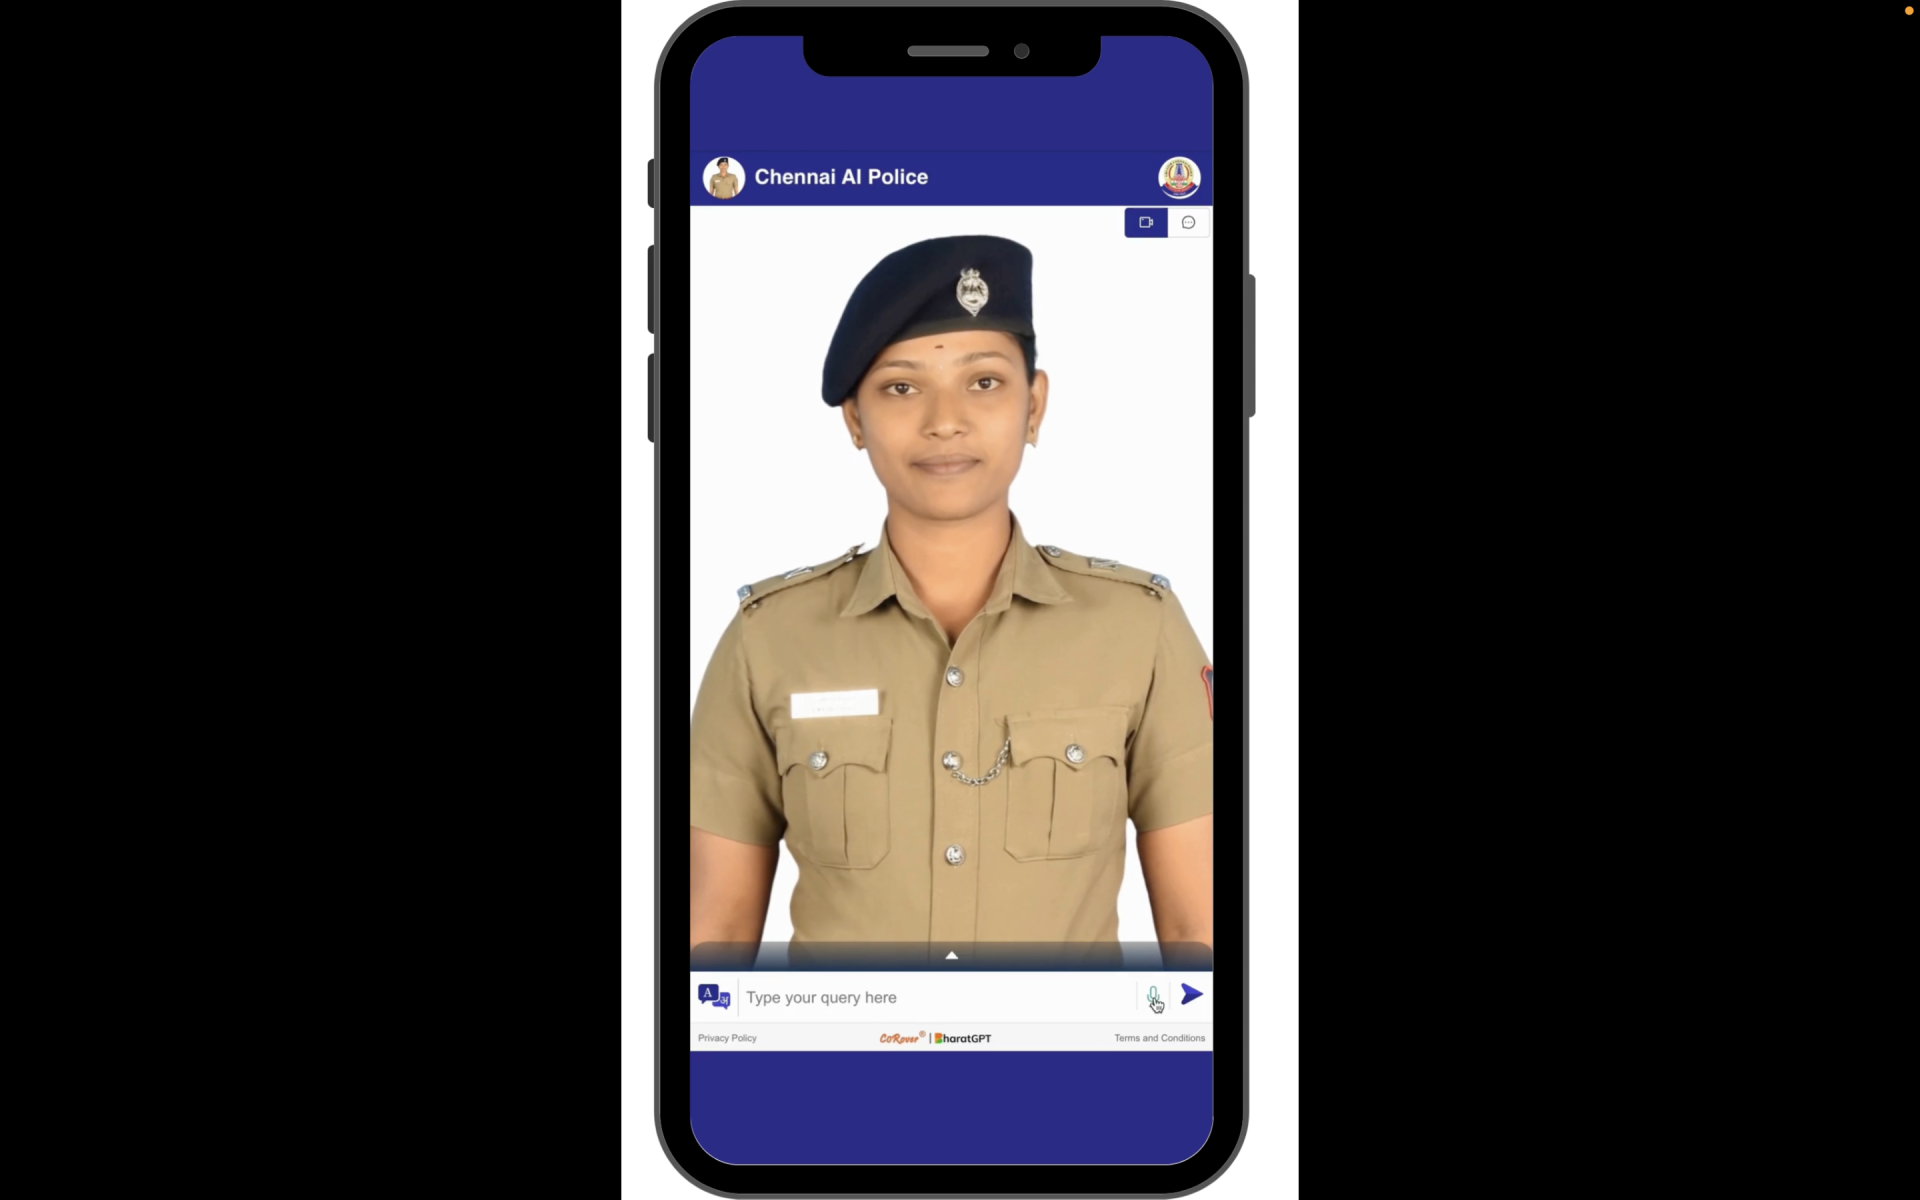 Chennai AI Police
A
अ
Type your query here
Privacy Policy
CoRover® | BharatGPT
Terms and Conditions